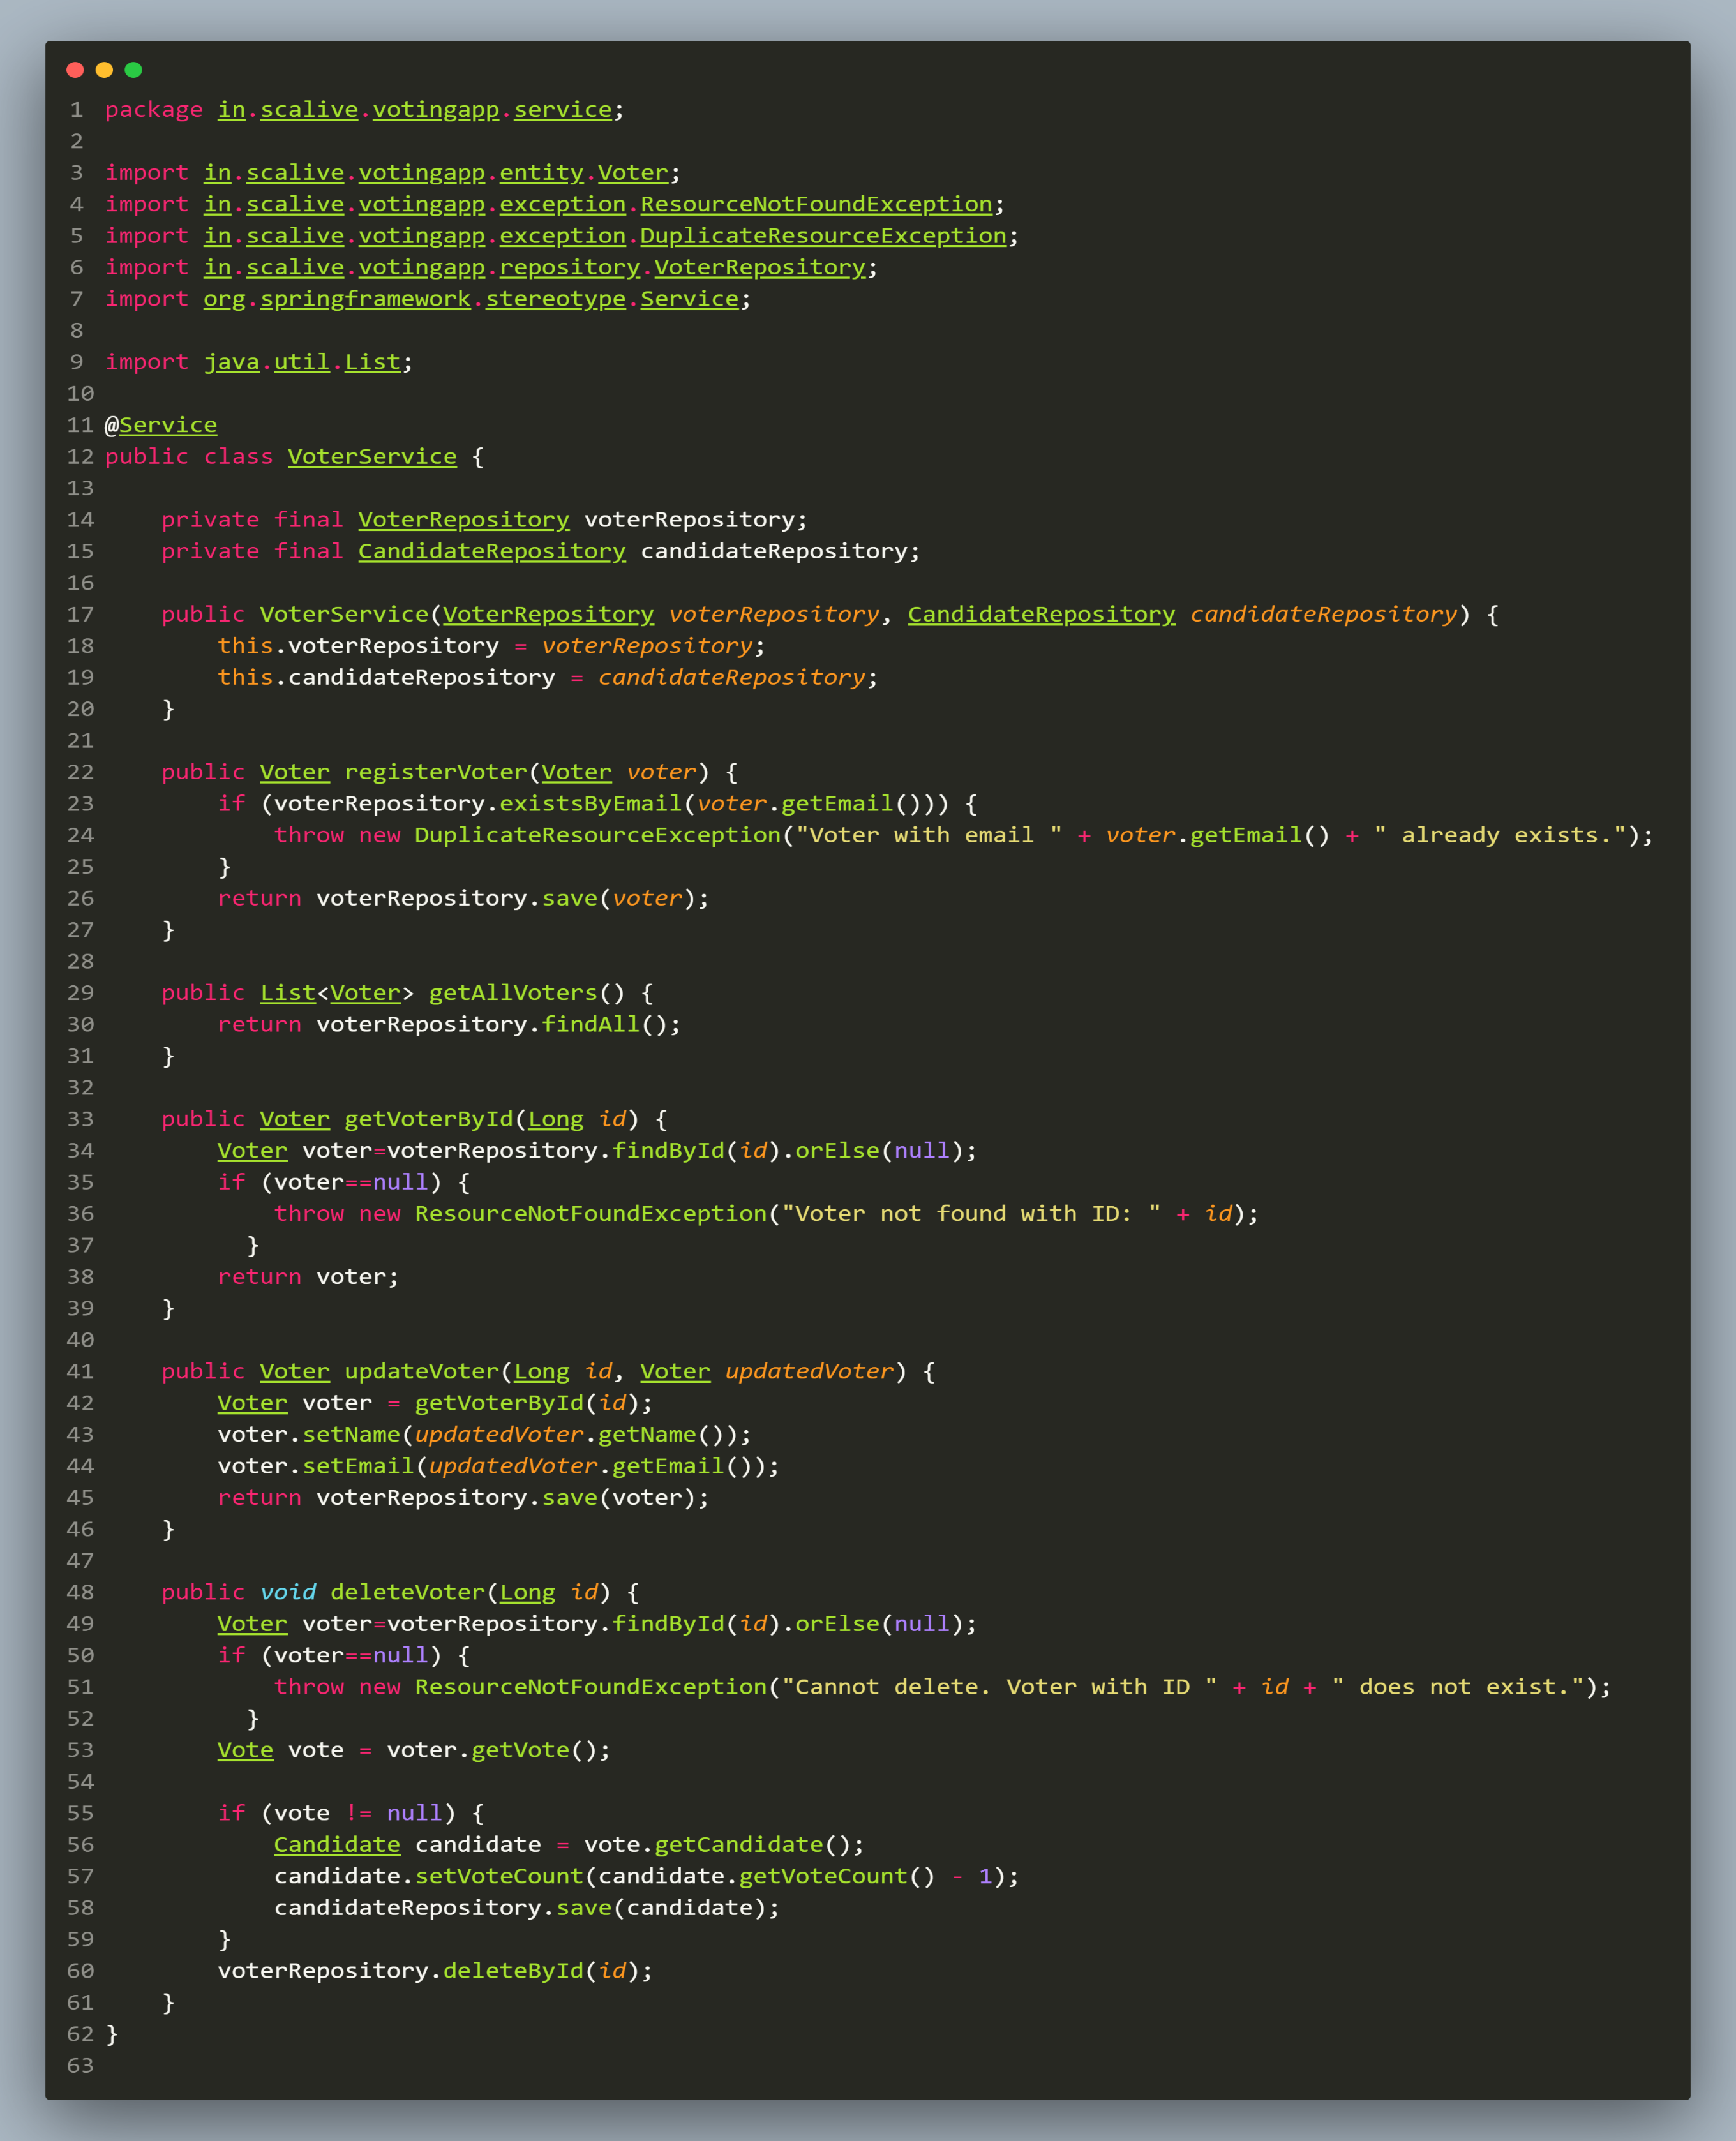 1 package in.scalive.votingapp.service;
2
3 import in.scalive.votingapp.entity.Voter;
4 import in.scalive.votingapp.exception.ResourceNotFoundException;
5 import in.scalive.votingapp.exception.DuplicateResourceException;
6 import in.scalive.votingapp.repository.VoterRepository;
7 import org.springframework.stereotype.Service;
8
9 import java.util.List;
10
11 @Service
12 public class VoterService {
13
14     private final VoterRepository voterRepository;
15     private final CandidateRepository candidateRepository;
16
17     public VoterService(VoterRepository voterRepository, CandidateRepository candidateRepository) {
18         this.voterRepository = voterRepository;
19         this.candidateRepository = candidateRepository;
20     }
21
22     public Voter registerVoter(Voter voter) {
23         if (voterRepository.existsByEmail(voter.getEmail())) {
24             throw new DuplicateResourceException("Voter with email " + voter.getEmail() + " already exists.");
25         }
26         return voterRepository.save(voter);
27     }
28
29     public List<Voter> getAllVoters() {
30         return voterRepository.findAll();
31     }
32
33     public Voter getVoterById(Long id) {
34         Voter voter=voterRepository.findById(id).orElse(null);
35         if (voter==null) {
36             throw new ResourceNotFoundException("Voter not found with ID: " + id);
37           }
38         return voter;
39     }
40
41     public Voter updateVoter(Long id, Voter updatedVoter) {
42         Voter voter = getVoterById(id);
43         voter.setName(updatedVoter.getName());
44         voter.setEmail(updatedVoter.getEmail());
45         return voterRepository.save(voter);
46     }
47
48     public void deleteVoter(Long id) {
49         Voter voter=voterRepository.findById(id).orElse(null);
50         if (voter==null) {
51             throw new ResourceNotFoundException("Cannot delete. Voter with ID " + id + " does not exist.");
52           }
53         Vote vote = voter.getVote();
54
55         if (vote != null) {
56             Candidate candidate = vote.getCandidate();
57             candidate.setVoteCount(candidate.getVoteCount() - 1);
58             candidateRepository.save(candidate);
59         }
60         voterRepository.deleteById(id);
61     }
62 }
63